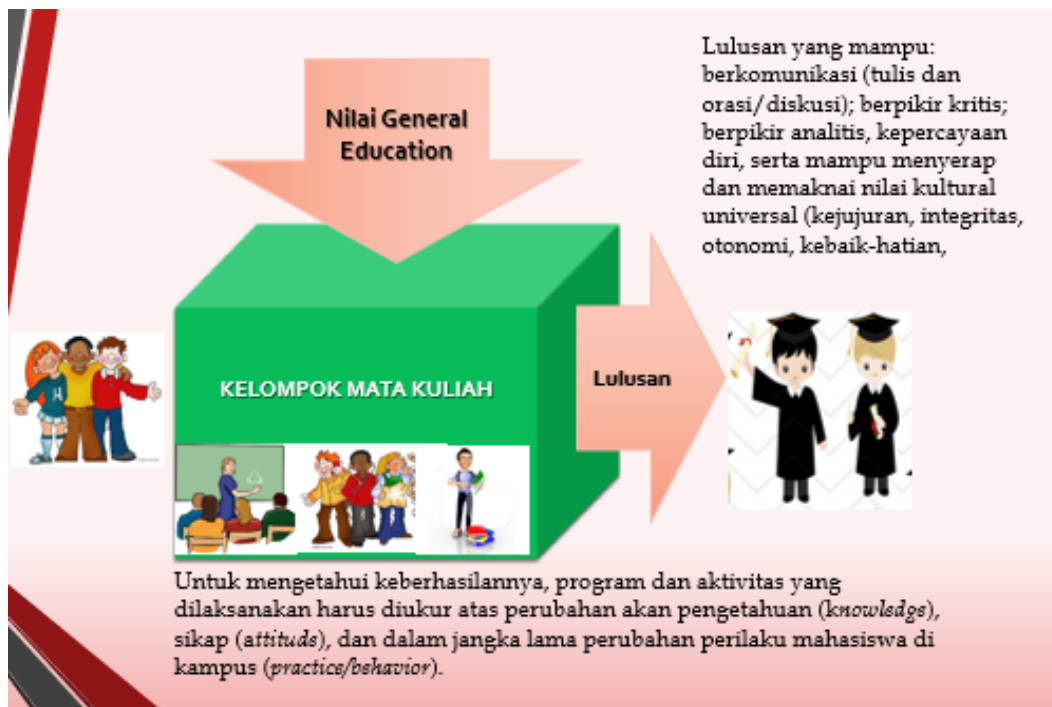 Nilai General
Education
Lulusan yang mampu:
berkomunikasi (tulis dan
orasi/diskusi); berpikir kritis;
berpikir analitis, kepercayaan
diri, serta mampu menyerap
dan memaknai nilai kultural
universal (kejujuran, integritas,
otonomi, kebaik-hatian,
KELOMPOK MATA KULIAH
Lulusan
Untuk mengetahui keberhasilannya, program dan aktivitas yang
dilaksanakan harus diukur atas perubahan akan pengetahuan (knowledge),
sikap (attitude), dan dalam jangka lama perubahan perilaku mahasiswa di
kampus (practice/behavior).